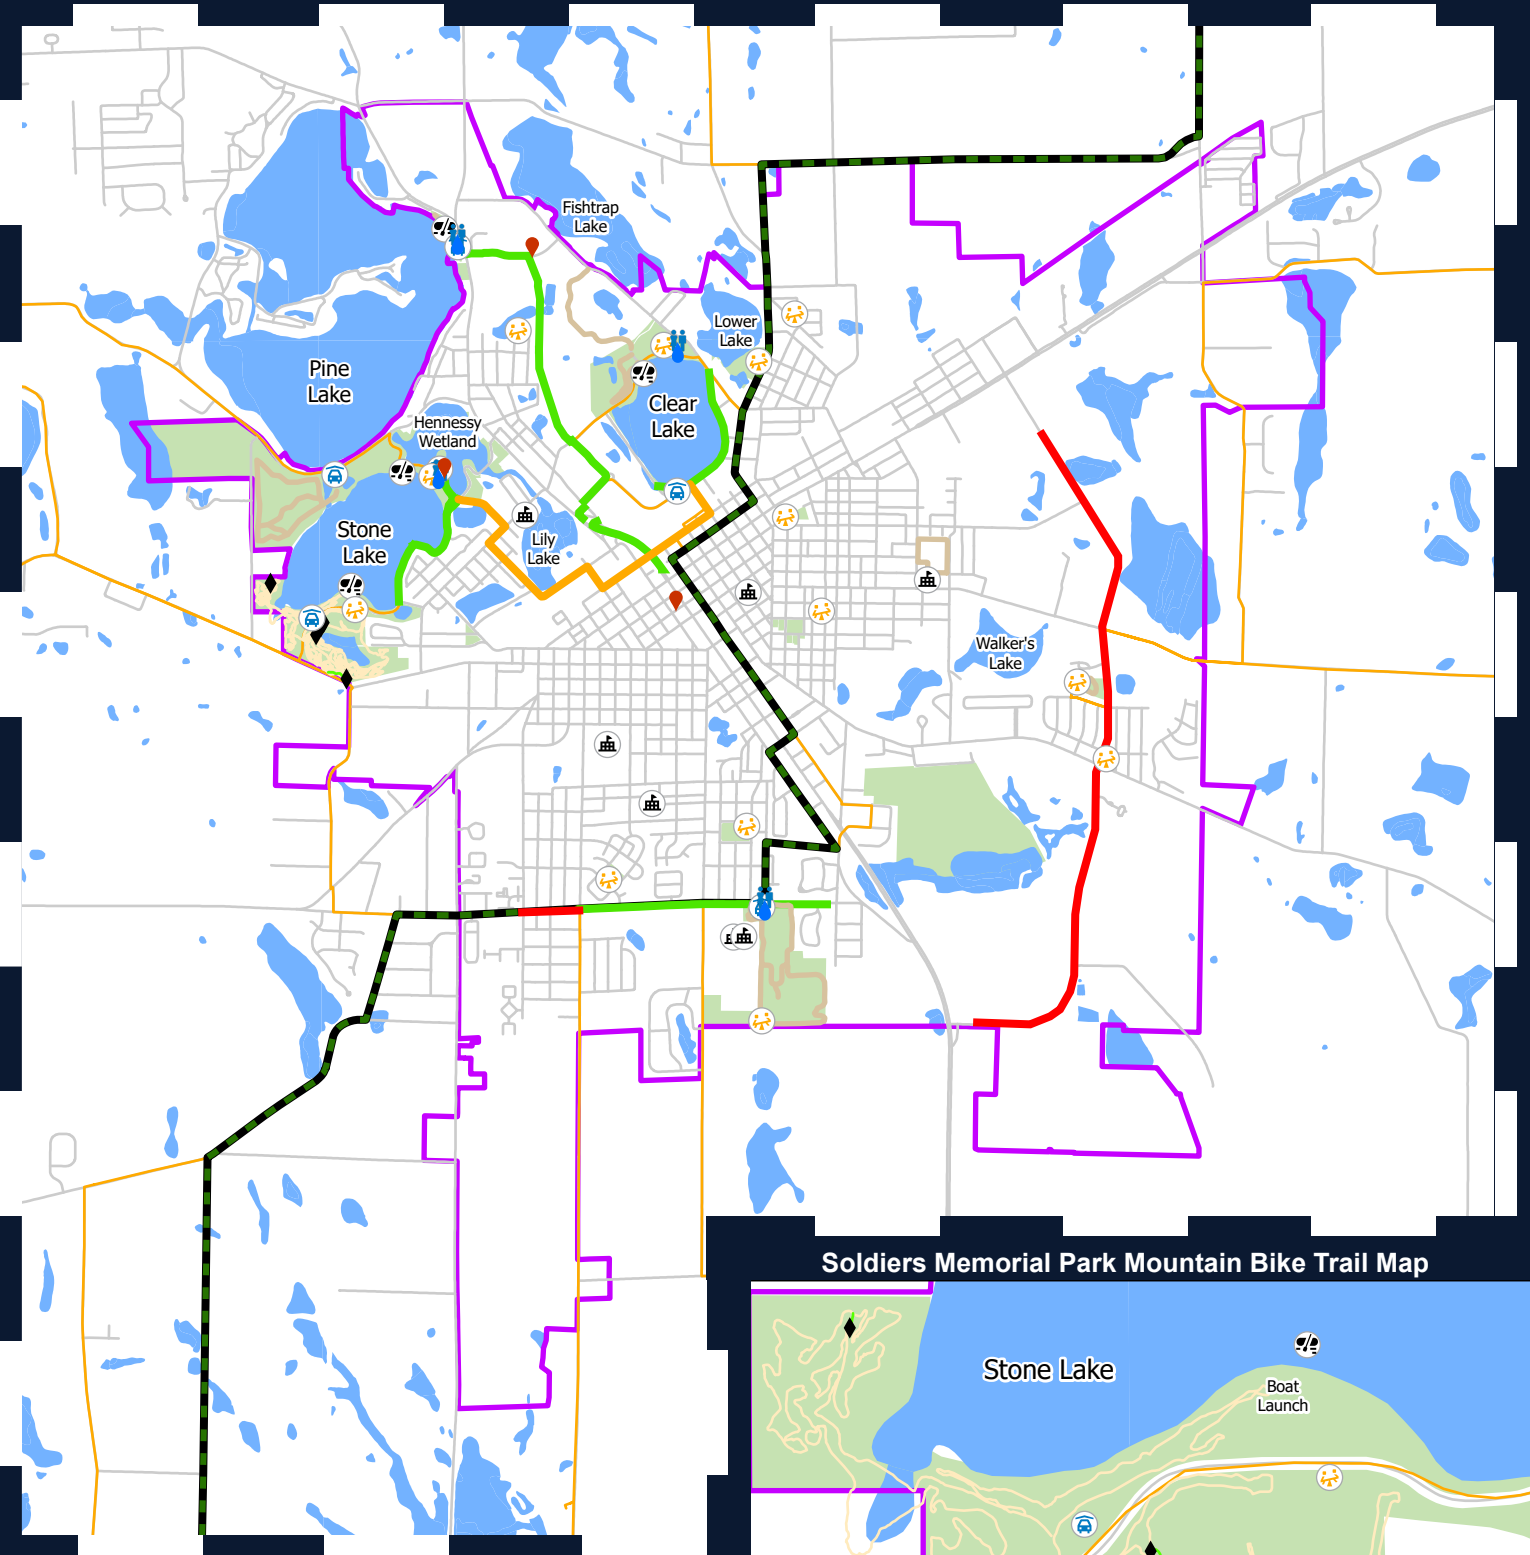 Fishtrap
Lake
Lower
Lake
Pine
Lake
Clear
Lake
Hennessy
Wetland
Stone
Lake
Lily
Lake
Walker's
Lake
Soldiers Memorial Park Mountain Bike Trail Map
Stone Lake
Boat
Launch